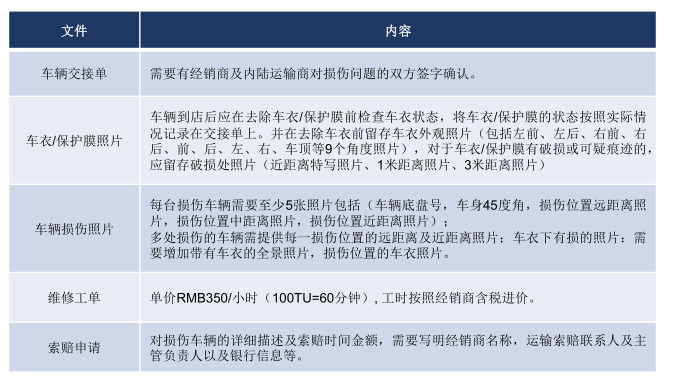 文件
内容
车辆交接单
需要有经销商及内陆运输商对损伤问题的双方签字确认。
车衣/保护膜照片
车辆到店后应在去除车衣/保护膜前检查车衣状态，将车衣/保护膜的状态按照实际情
况记录在交接单上。并在去除车衣前留存车衣外观照片（包括左前、左后、右前、右
后、前、后、左、右、车顶等9个角度照片），对于车衣/保护膜有破损或可疑痕迹的，
应留存破损处照片（近距离特写照片、1米距离照片、3米距离照片）
车辆损伤照片
每台损伤车辆需要至少5张照片包括（车辆底盘号，车身45度角，损伤位置远距离照
片，损伤位置中距离照片，损伤位置近距离照片）；
多处损伤的车辆需提供每一损伤位置的远距离及近距离照片；车衣下有损的照片：需
要增加带有车衣的全景照片，损伤位置的车衣照片。
维修工单
单价RMB350/小时（100TU=60分钟）, 工时按照经销商含税进价。
索赔申请
对损伤车辆的详细描述及索赔时间金额，需要写明经销商名称，运输索赔联系人及主
管负责人以及银行信息等。